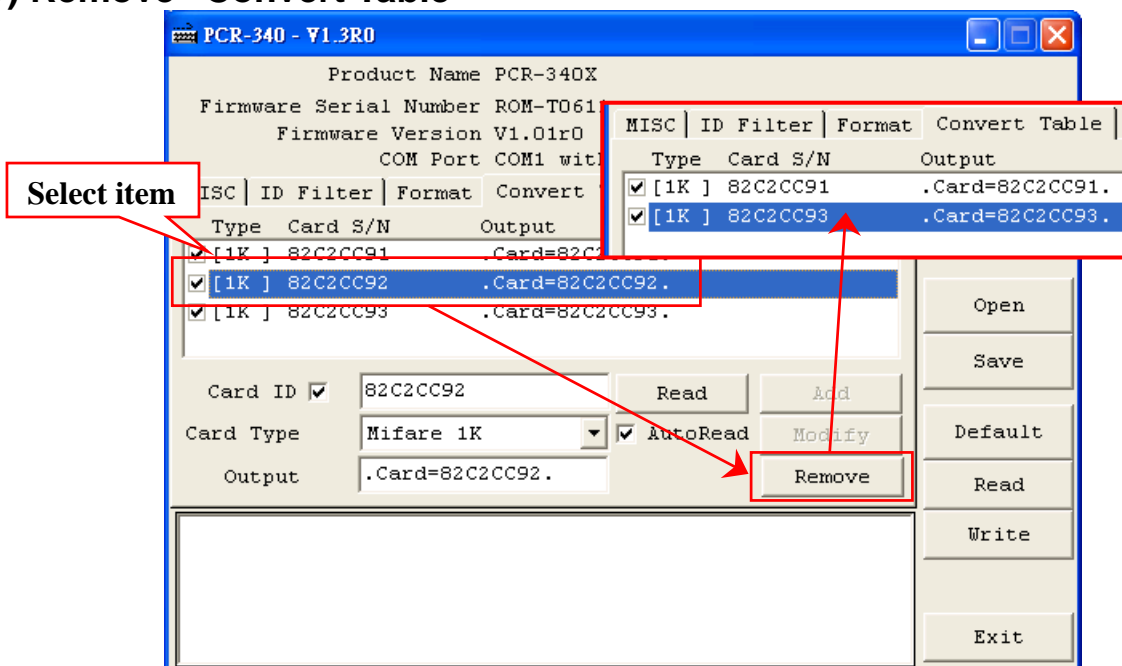 ) Remove - Convert Table
PCR-340 - V1.3R0
Product Name PCR-340X
Firmware Serial Number ROM-T061
Firmware Version V1.01r0
COM Port COM1 with
Select item
ISC ID Filter Format Convert
Type Card S/N Output
[1K ] 82C2CC91 .Card=82C2CC91.
[1K ] 82C2CC92 .Card=82C2CC92.
[1K ] 82C2CC93 .Card=82C2CC93.
MISC ID Filter Format Convert Table
Type Card S/N Output
[1K ] 82C2CC91 .Card=82C2CC91.
[1K ] 82C2CC93 .Card=82C2CC93.
Card ID 82C2CC92 Read Add
Card Type Mifare 1K AutoRead Modify
Output .Card=82C2CC92. Remove
Open
Save
Default
Read
Write
Exit